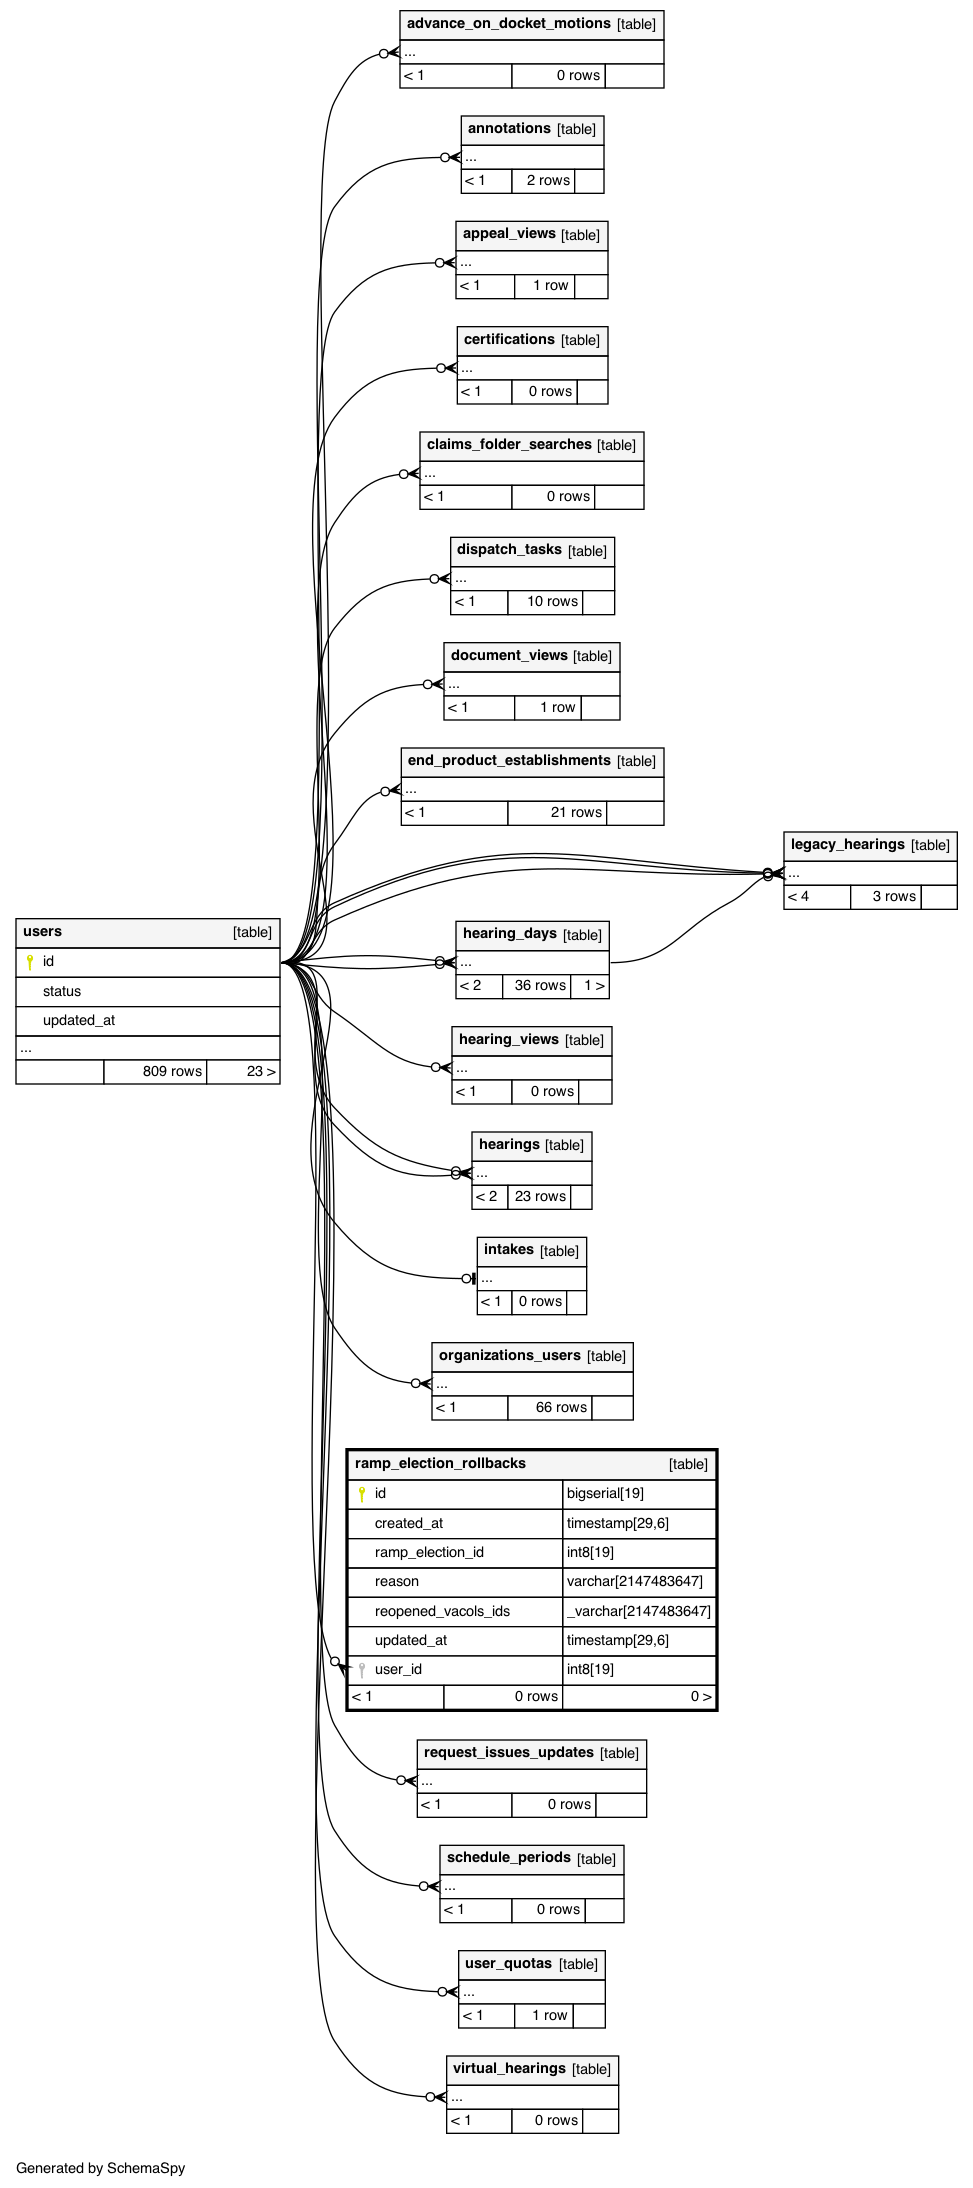 advance_on_docket_motions [table]
...
< 1 0 rows
annotations [table]
...
< 1 2 rows
appeal_views [table]
...
< 1 1 row
certifications [table]
...
< 1 0 rows
claims_folder_searches [table]
...
< 1 0 rows
dispatch_tasks [table]
...
< 1 10 rows
document_views [table]
...
< 1 1 row
end_product_establishments [table]
...
< 1 21 rows
legacy_hearings [table]
...
< 4 3 rows
users [table]
id
status
updated_at
...
809 rows 23 >
hearing_days [table]
...
< 2 36 rows 1 >
hearing_views [table]
...
< 1 0 rows
hearings [table]
...
< 2 23 rows
intakes [table]
...
< 1 0 rows
organizations_users [table]
...
< 1 66 rows
ramp_election_rollbacks [table]
id bigserial[19]
created_at timestamp[29,6]
ramp_election_id int8[19]
reason varchar[2147483647]
reopened_vacols_ids _varchar[2147483647]
updated_at timestamp[29,6]
user_id int8[19]
< 1 0 rows 0 >
request_issues_updates [table]
...
< 1 0 rows
schedule_periods [table]
...
< 1 0 rows
user_quotas [table]
...
< 1 1 row
virtual_hearings [table]
...
< 1 0 rows
Generated by SchemaSpy